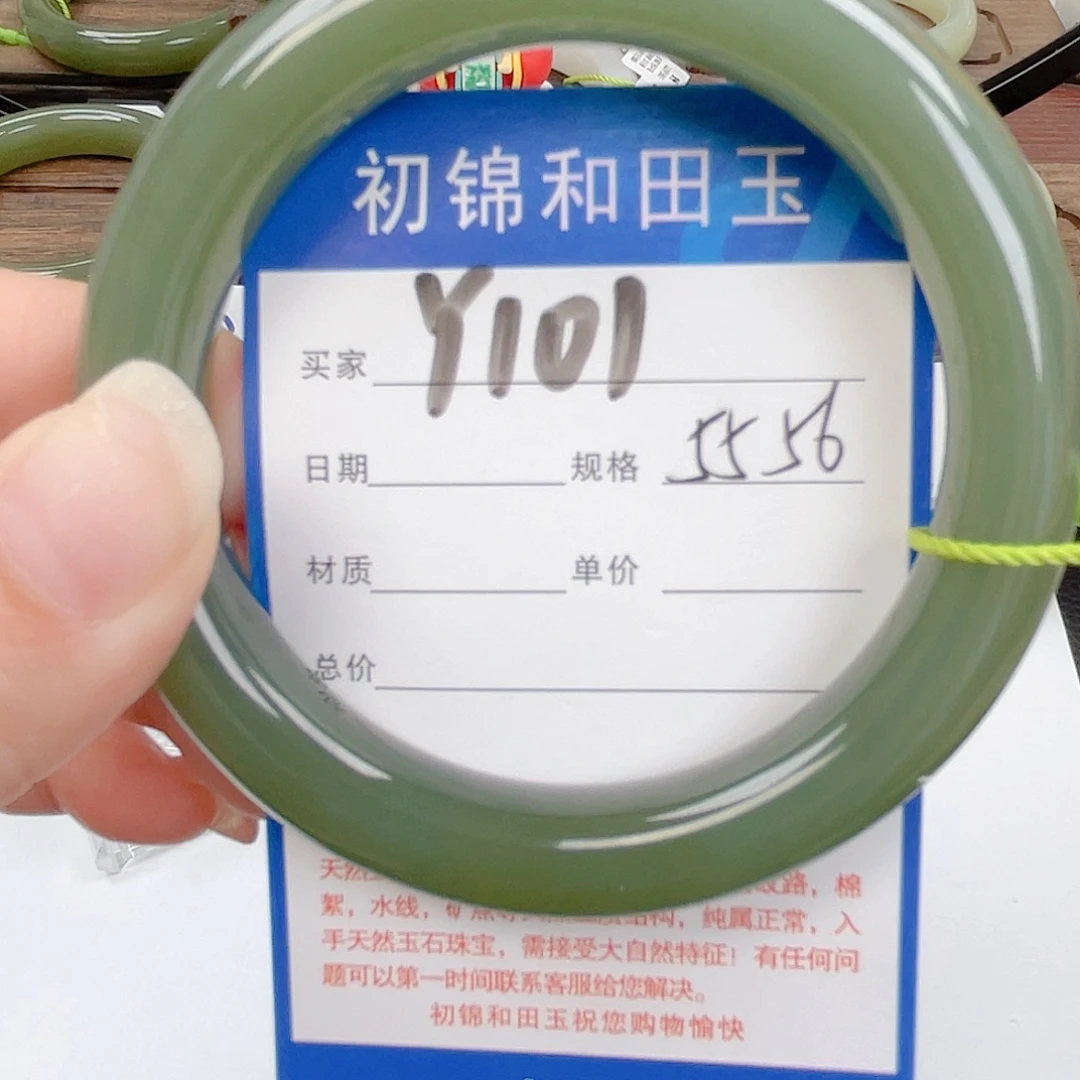 初锦和田玉
买家 Y101
日期 规格 55 56
材质 单价
总价
天然 路，棉
絮，水线，矿 结构，纯属正常，入
手天然玉石珠宝，需接受大自然特征！有任何问
题可以第一时间联系客服给您解决。
初锦和田玉祝您购物愉快